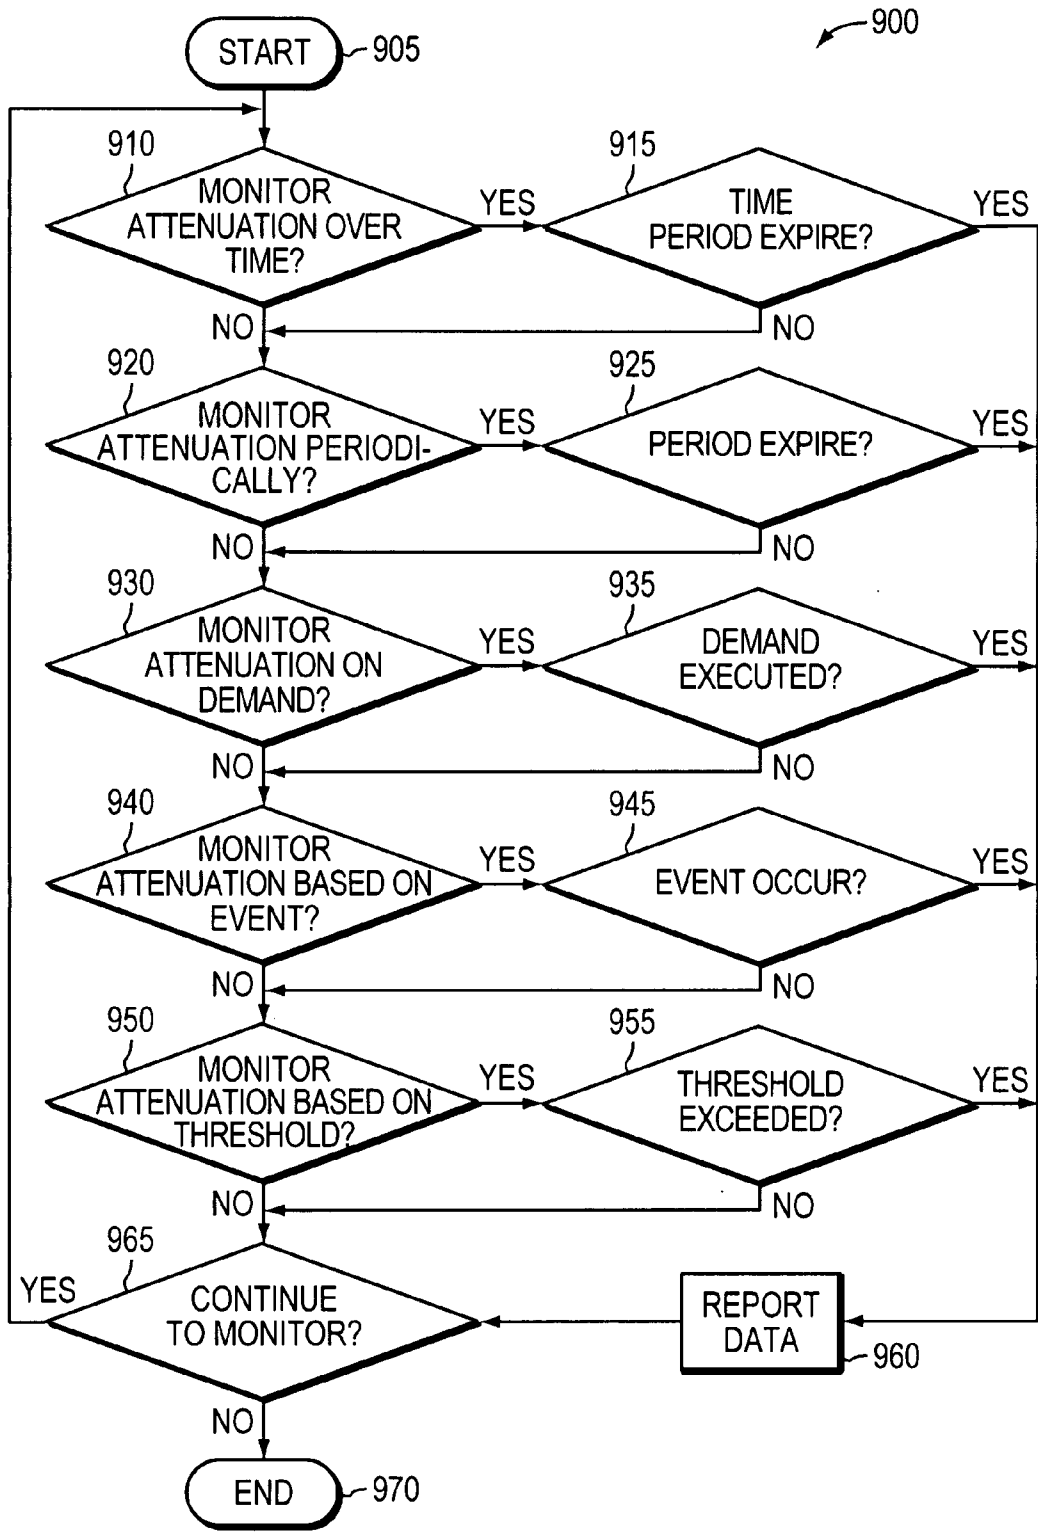 900
START
905
910
MONITOR
ATTENUATION OVER
TIME?
YES
915
TIME
PERIOD EXPIRE?
YES
NO
NO
920
MONITOR
ATTENUATION PERIODI-
CALLY?
YES
925
PERIOD EXPIRE?
YES
NO
NO
930
MONITOR
ATTENUATION ON
DEMAND?
YES
935
DEMAND
EXECUTED?
YES
NO
NO
940
MONITOR
ATTENUATION BASED ON
EVENT?
YES
945
EVENT OCCUR?
YES
NO
NO
950
MONITOR
ATTENUATION BASED ON
THRESHOLD?
YES
955
THRESHOLD
EXCEEDED?
YES
NO
NO
965
YES
CONTINUE
TO MONITOR?
REPORT
DATA
960
NO
END
970